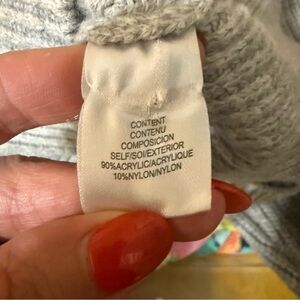 CONTENT
CONTENU
COMPOSICION
SELF/SOI/EXTERIOR
90%ACRYLIC/ACRYLIQUE
10%NYLON/NYLON